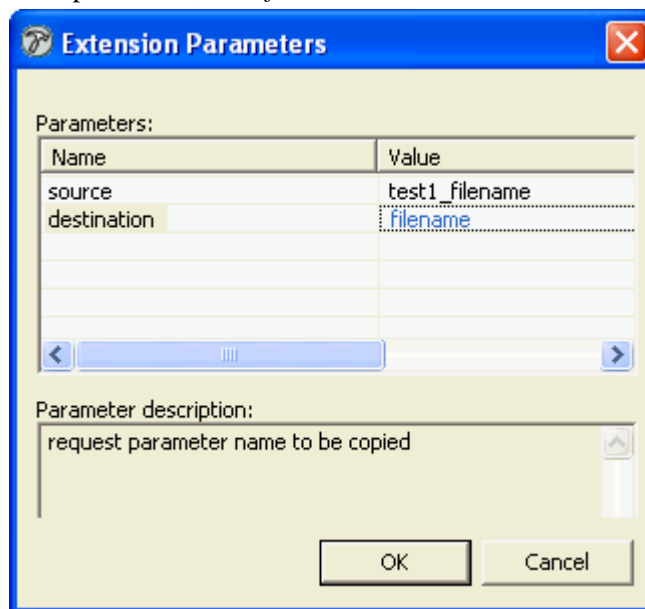 Extension Parameters
Parameters:
Name Value
source test1_filename
destination filename
Parameter description:
request parameter name to be copied
OK Cancel